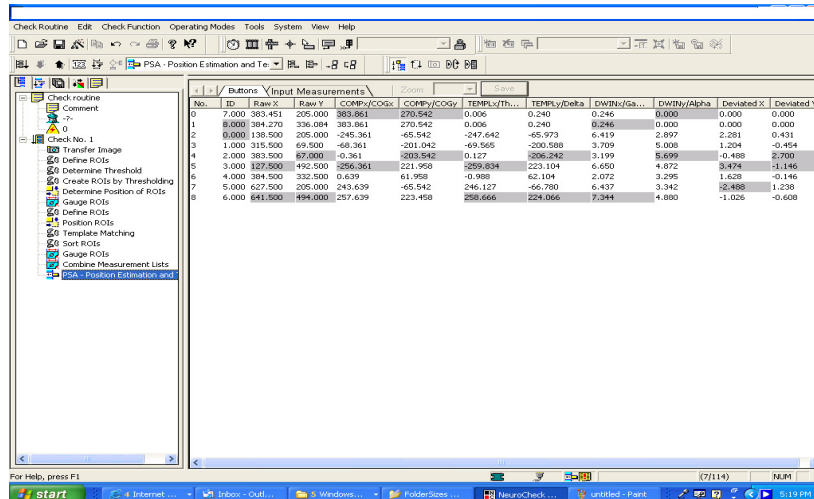 Check Routine Edit Check Function Operating Modes Tools System View Help
PSA - Position Estimation and Te:
Check routine
Comment
-?-
0
Check No. 1
Transfer Image
Define ROIs
Determine Threshold
Create ROIs by Thresholding
Determine Position of ROIs
Gauge ROIs
Define ROIs
Position ROIs
Template Matching
Sort ROIs
Gauge ROIs
Combine Measurement Lists
PSA - Position Estimation and
Buttons Input Measurements Zoom Save
No. ID Raw X Raw Y COMPx/COGx COMPy/COGy TEMPLx/Th... TEMPLy/Delta DWINx/Ga... DWINy/Alpha Deviated X Deviated Y
0 7.000 383.451 205.000 383.861 270.542 0.006 0.240 0.246 0.000 0.000 0.000
1 8.000 384.270 336.084 383.861 270.542 0.006 0.240 0.246 0.000 0.000 0.000
2 0.000 138.500 205.000 -245.361 -65.542 -247.642 -65.973 6.419 2.897 2.281 0.431
3 1.000 315.500 69.500 -68.361 -201.042 -69.565 -200.588 3.709 5.008 1.204 -0.454
4 2.000 383.500 67.000 -0.361 -203.542 0.127 -206.242 3.199 5.699 -0.488 2.700
5 3.000 127.500 492.500 -256.361 221.958 -259.834 223.104 6.650 4.872 3.474 -1.146
6 4.000 384.500 332.500 0.639 61.958 -0.988 62.104 2.072 3.295 1.628 -0.146
7 5.000 627.500 205.000 243.639 -65.542 246.127 -66.780 6.437 3.342 -2.488 1.238
8 6.000 641.500 494.000 257.639 223.458 258.666 224.066 7.344 4.880 -1.026 -0.608
For Help, press F1 (7/114) NUM
start 4 Internet ... Inbox - Outl... 5 Windows... FolderSizes ... NeuroCheck ... untitled - Paint 5:19 PM